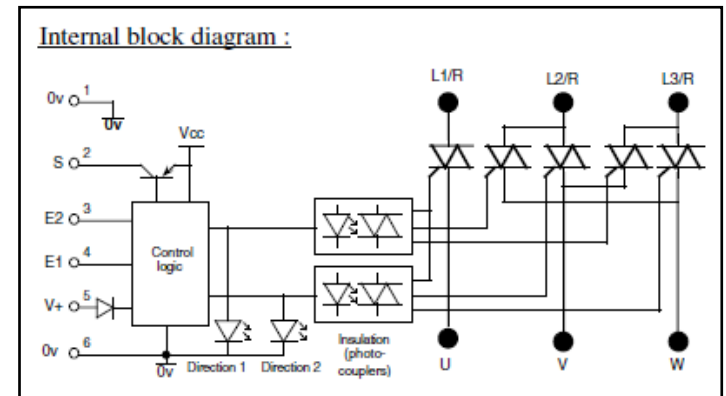 Internal block diagram :
L1/R L2/R L3/R
0v 1
0v
Vcc
S 2
E2 3
E1 4
Control
logic
V+ 5
0v 6
0v Direction 1 Direction 2
Insulation
(photo-
couplers)
U V W